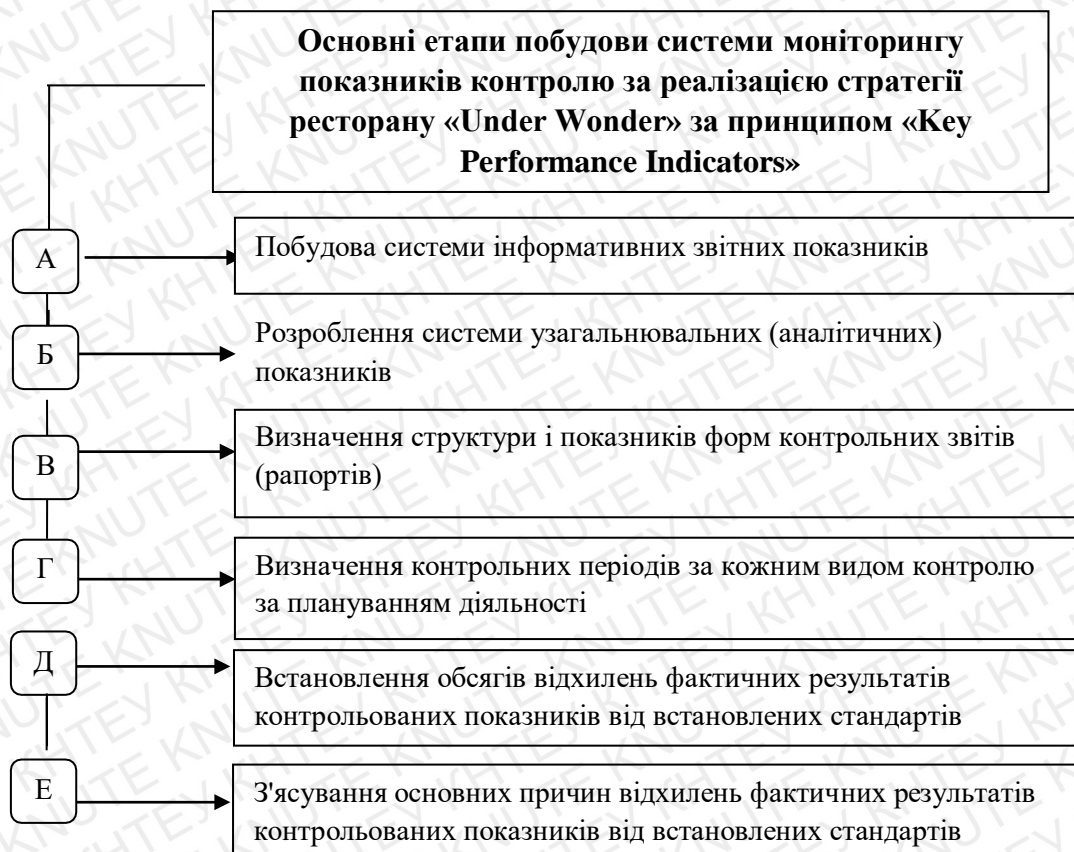 Основні етапи побудови системи моніторингу
показників контролю за реалізацією стратегії
ресторану «Under Wonder» за принципом «Key
Performance Indicators»
А
Побудова системи інформативних звітних показників
Б
Розроблення системи узагальнювальних (аналітичних)
показників
В
Визначення структури і показників форм контрольних звітів
(рапортів)
Г
Визначення контрольних періодів за кожним видом контролю
за плануванням діяльності
Д
Встановлення обсягів відхилень фактичних результатів
контрольованих показників від встановлених стандартів
Е
З'ясування основних причин відхилень фактичних результатів
контрольованих показників від встановлених стандартів